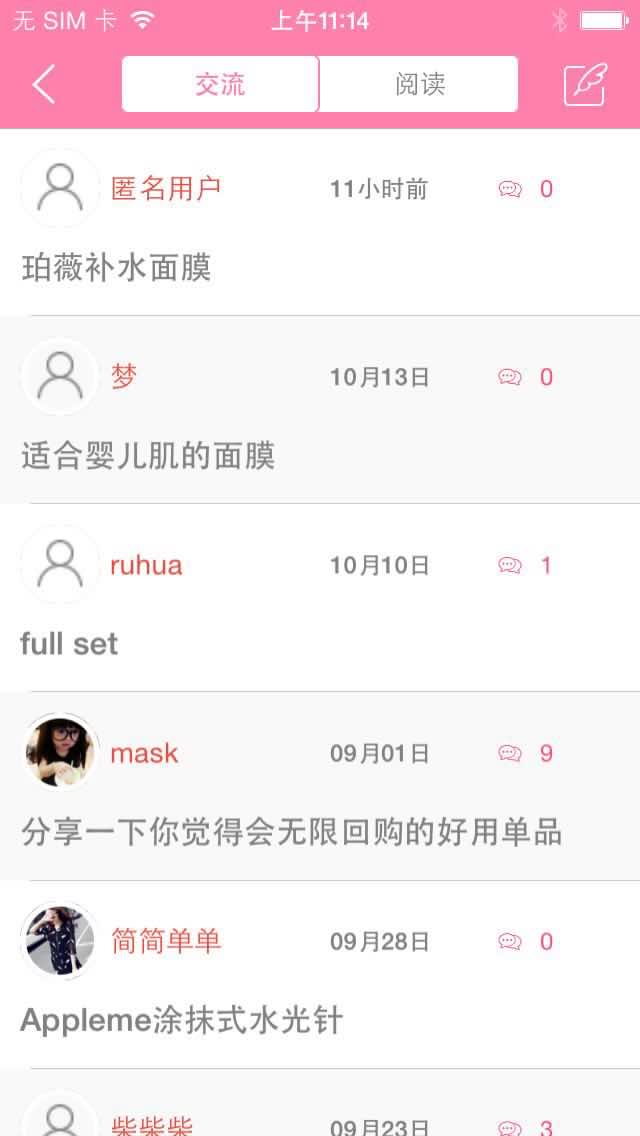 无 SIM 卡 上午11:14
交流 阅读
匿名用户 11小时前 0
珀薇补水面膜
梦 10月13日 0
适合婴儿肌的面膜
ruhua 10月10日 1
full set
mask 09月01日 9
分享一下你觉得会无限回购的好用单品
简简单单 09月28日 0
Appleme涂抹式水光针
柴柴柴 09月23日 3